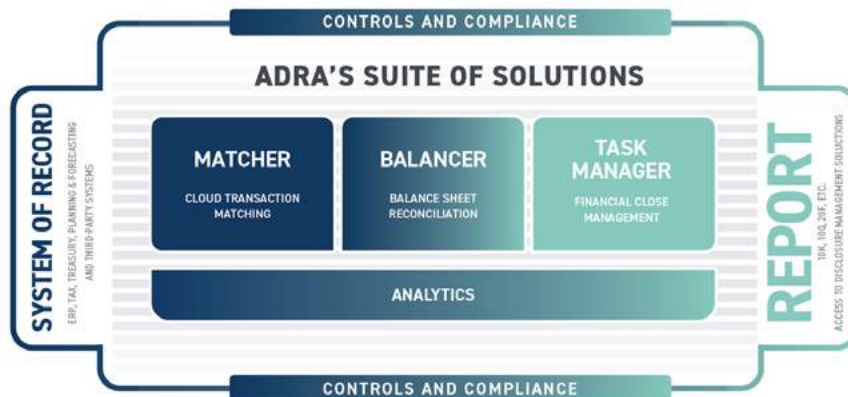 CONTROLS AND COMPLIANCE
ADRA'S SUITE OF SOLUTIONS
SYSTEM OF RECORD
ERP, TAX, TREASURY, PLANNING & FORECASTING
AND THIRD-PARTY SYSTEMS
MATCHER
CLOUD TRANSACTION
MATCHING
BALANCER
BALANCE SHEET
RECONCILIATION
TASK
MANAGER
FINANCIAL CLOSE
MANAGEMENT
ANALYTICS
REPORT
10K, 10Q, 20F, ETC.
ACCESS TO DISCLOSURE MANAGEMENT SOLUCTIONS
CONTROLS AND COMPLIANCE